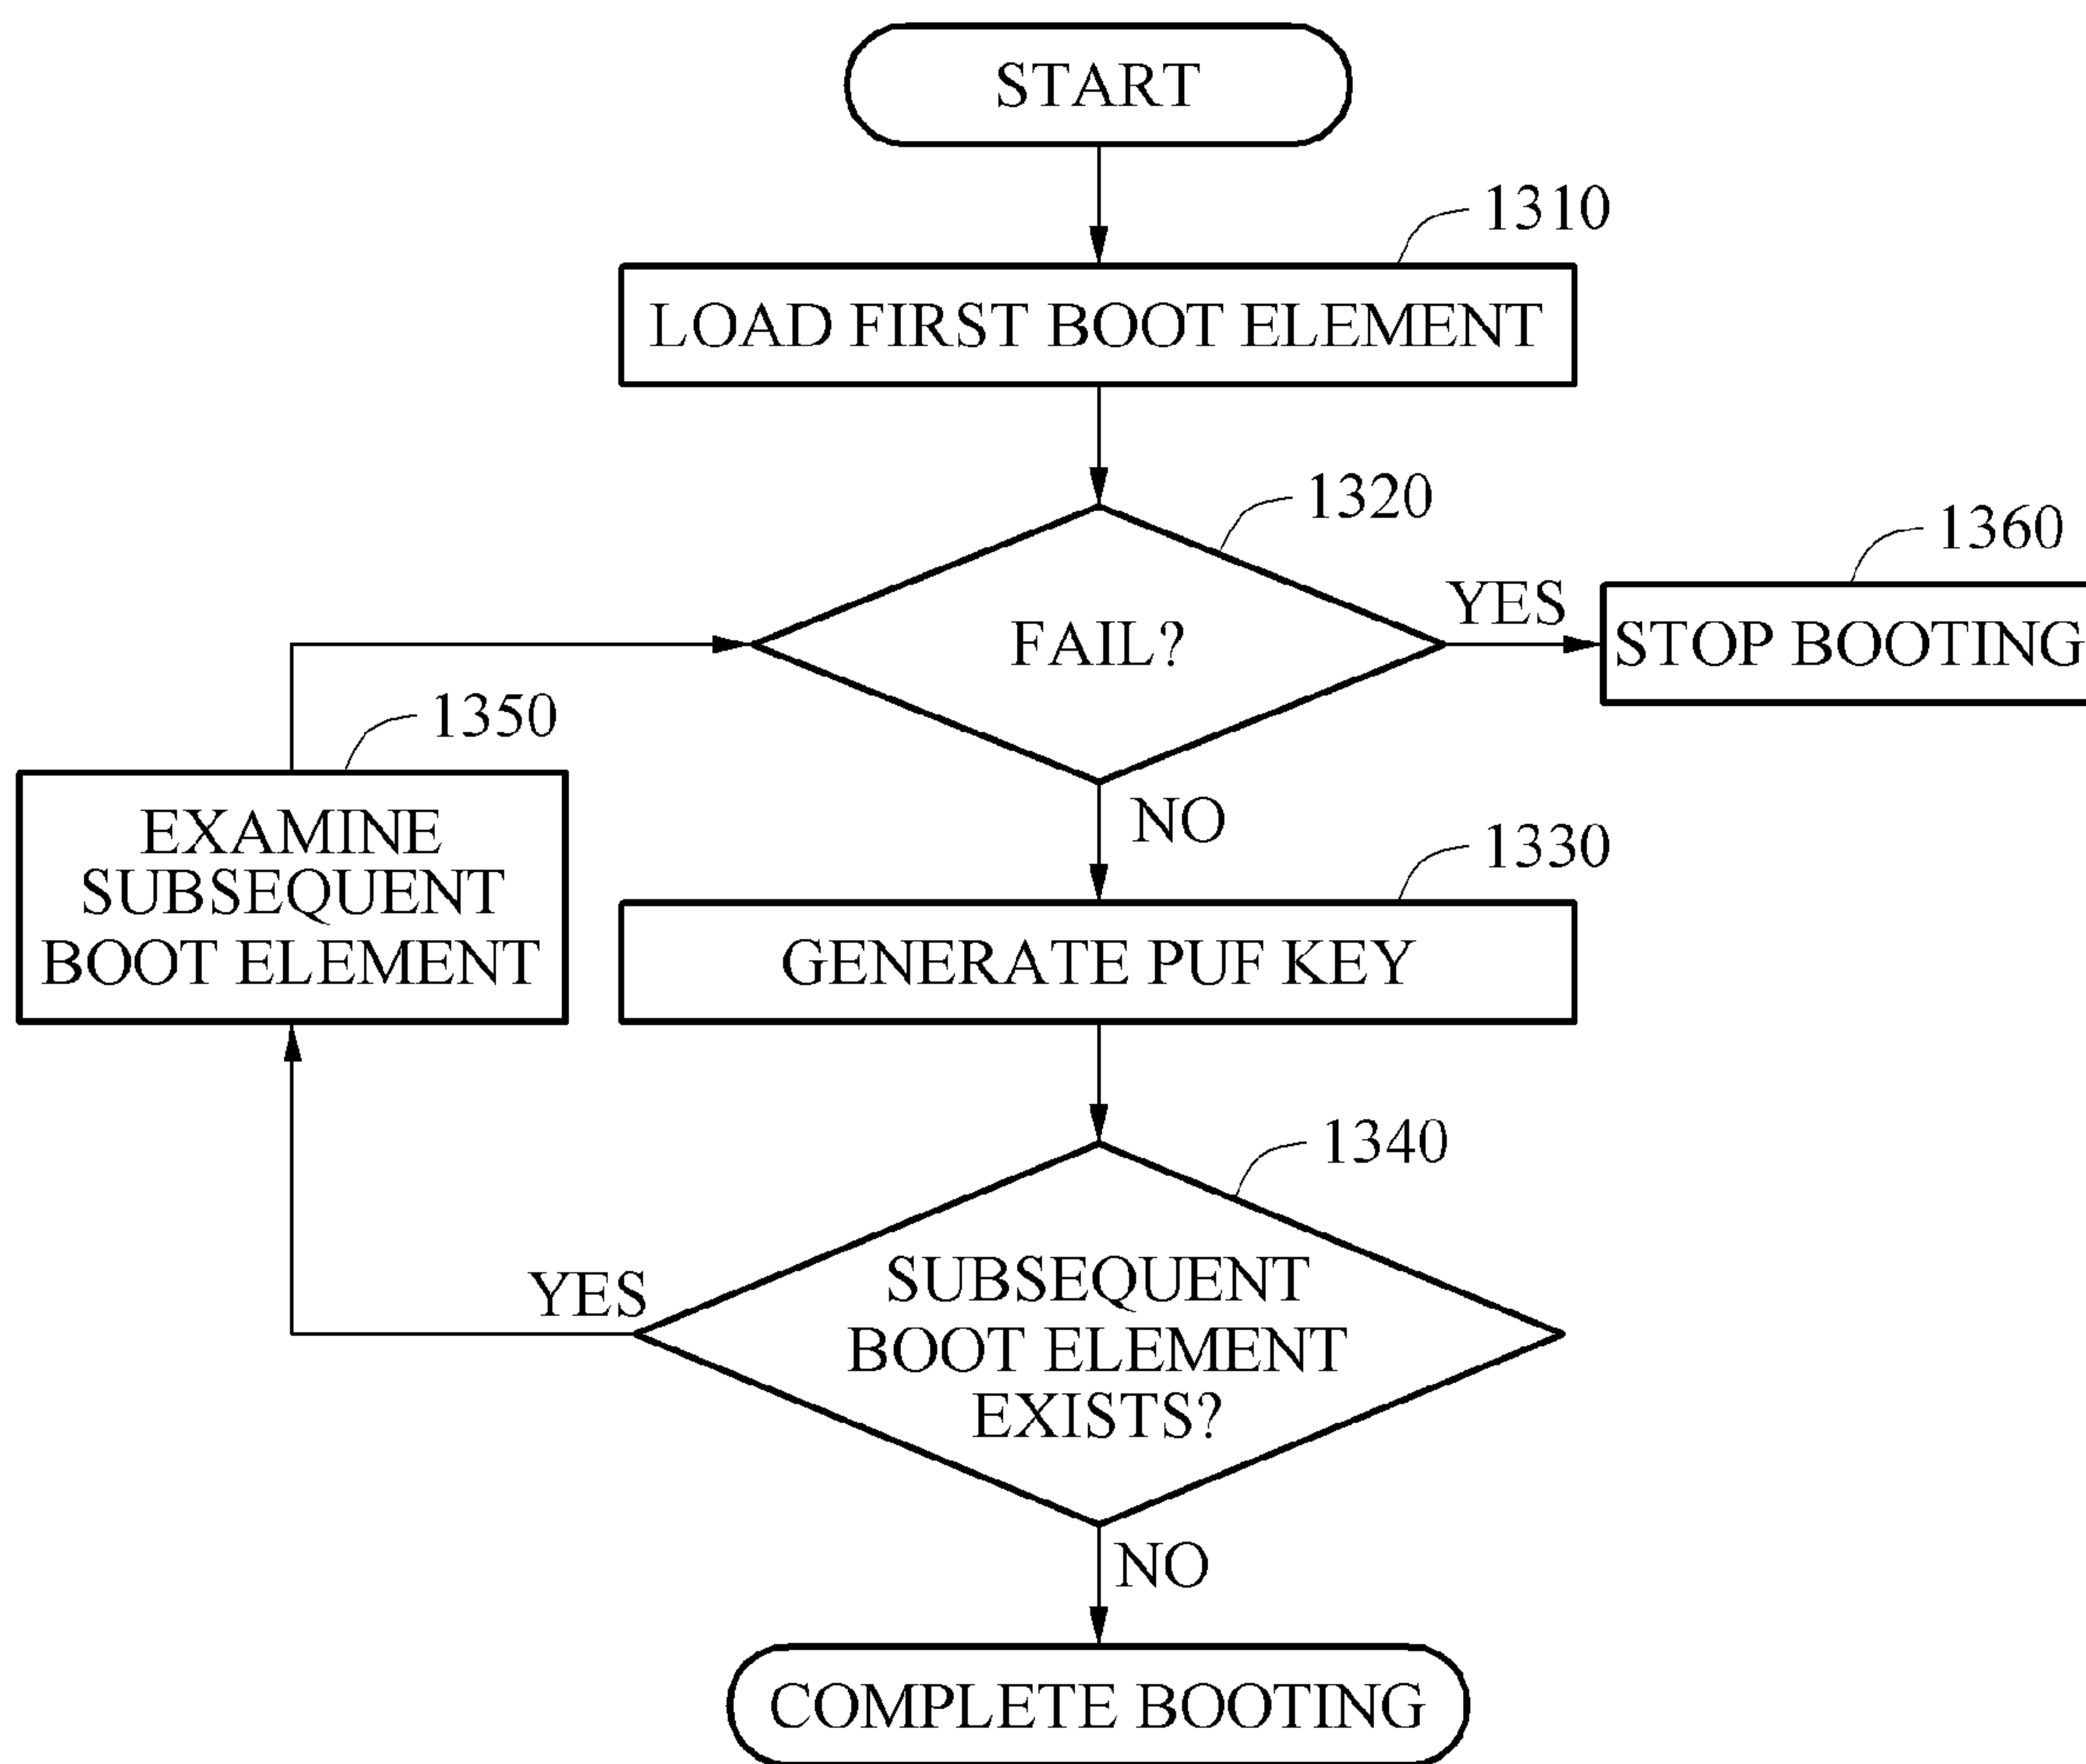 START
1310
LOAD FIRST BOOT ELEMENT
1320
FAIL?
YES
1360
STOP BOOTING
1350
EXAMINE
SUBSEQUENT
BOOT ELEMENT
NO
1330
GENERATE PUF KEY
1340
SUBSEQUENT
BOOT ELEMENT
EXISTS?
YES
NO
COMPLETE BOOTING